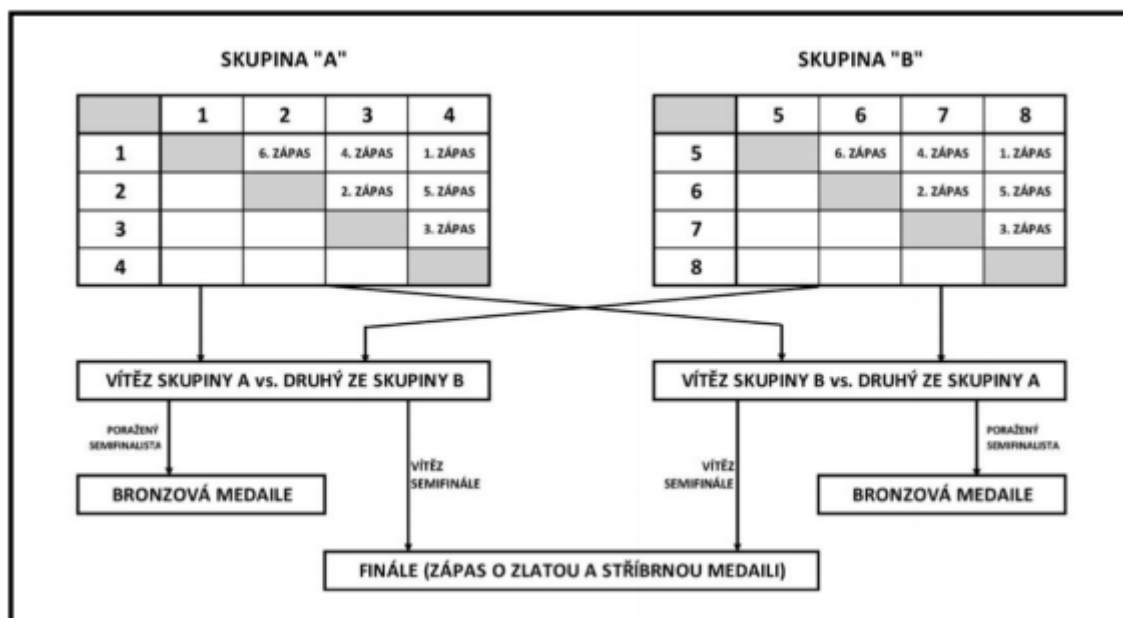 SKUPINA "A"
SKUPINA "B"
1 2 3 4
1 6. ZÁPAS 4. ZÁPAS 1. ZÁPAS
2 2. ZÁPAS 5. ZÁPAS
3 3. ZÁPAS
4
5 6 7 8
5 6. ZÁPAS 4. ZÁPAS 1. ZÁPAS
6 2. ZÁPAS 5. ZÁPAS
7 3. ZÁPAS
8
VÍTĚZ SKUPINY A vs. DRUHÝ ZE SKUPINY B
VÍTĚZ SKUPINY B vs. DRUHÝ ZE SKUPINY A
PORAŽENÝ
SEMIFINALISTA
VÍTĚZ
SEMIFINÁLE
VÍTĚZ
SEMIFINÁLE
PORAŽENÝ
SEMIFINALISTA
BRONZOVÁ MEDAILE
BRONZOVÁ MEDAILE
FINÁLE (ZÁPAS O ZLATOU A STŘÍBRNOU MEDAILI)